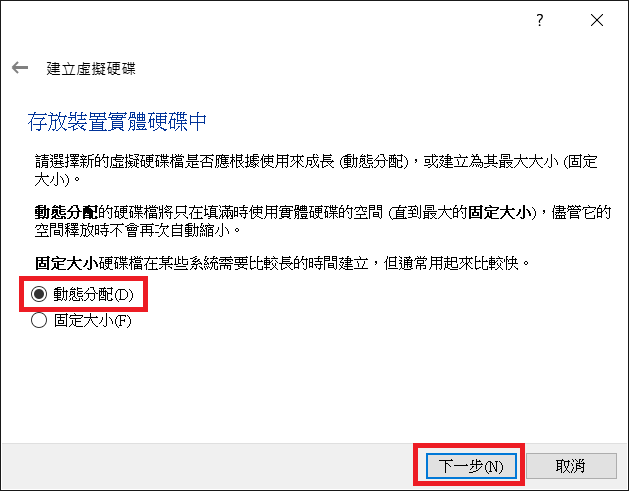 ?
建立虛擬硬碟
存放裝置實體硬碟中
請選擇新的虛擬硬碟檔是否應根據使用來成長 (動態分配)，或建立為其最大大小 (固定
大小)。
動態分配的硬碟檔將只在填滿時使用實體硬碟的空間 (直到最大的固定大小)，儘管它的
空間釋放時不會再次自動縮小。
固定大小硬碟檔在某些系統需要比較長的時間建立，但通常用起來比較快。
動態分配(D)
固定大小(F)
下一步(N)
取消